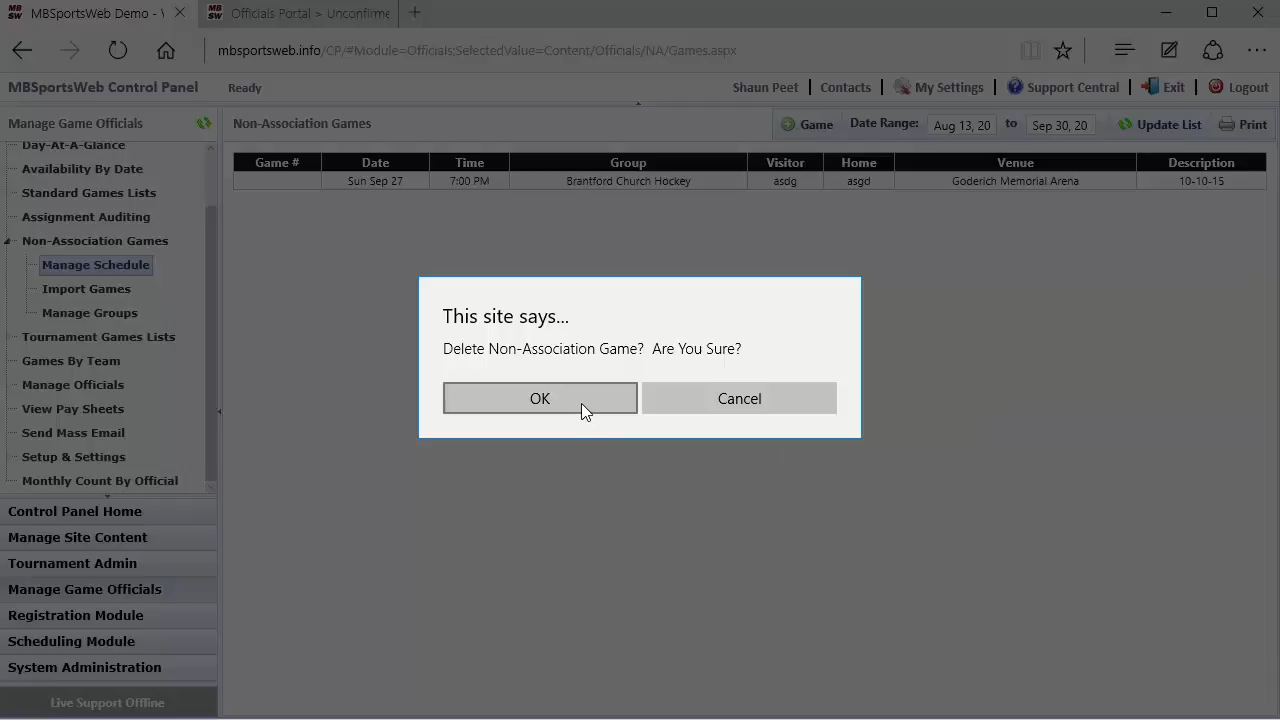 MBSportsWeb Demo - V
Officials Portal > Unconfirme
mbsportsweb.info/CP/#Module=Officials:SelectedValue=Content/Officials/NA/Games.aspx
MBSportsWeb Control Panel
Ready
Shaun Peet
Contacts
My Settings
Support Central
Exit
Logout
Manage Game Officials
Non-Association Games
Game
Date Range:
Aug 13, 20
to
Sep 30, 20
Update List
Print
Day-At-A-Glance
Availability By Date
Standard Games Lists
Assignment Auditing
Non-Association Games
Manage Schedule
Import Games
Manage Groups
Tournament Games Lists
Games By Team
Manage Officials
View Pay Sheets
Send Mass Email
Setup & Settings
Monthly Count By Official
Control Panel Home
Manage Site Content
Tournament Admin
Manage Game Officials
Registration Module
Scheduling Module
System Administration
Live Support Offline
Game # Date Time Group Visitor Home Venue Description
Sun Sep 27 7:00 PM Brantford Church Hockey asdg asgd Goderich Memorial Arena 10-10-15
This site says...
Delete Non-Association Game? Are You Sure?
OK
Cancel